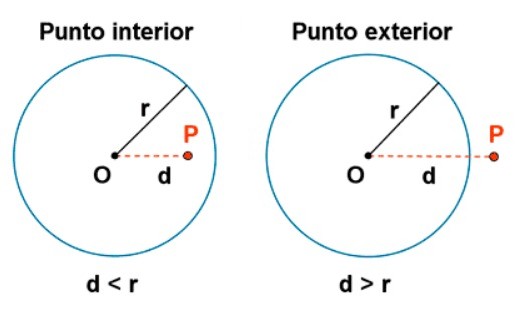 Punto interior
r
P
O
d
d < r
Punto exterior
r
P
O
d
d > r